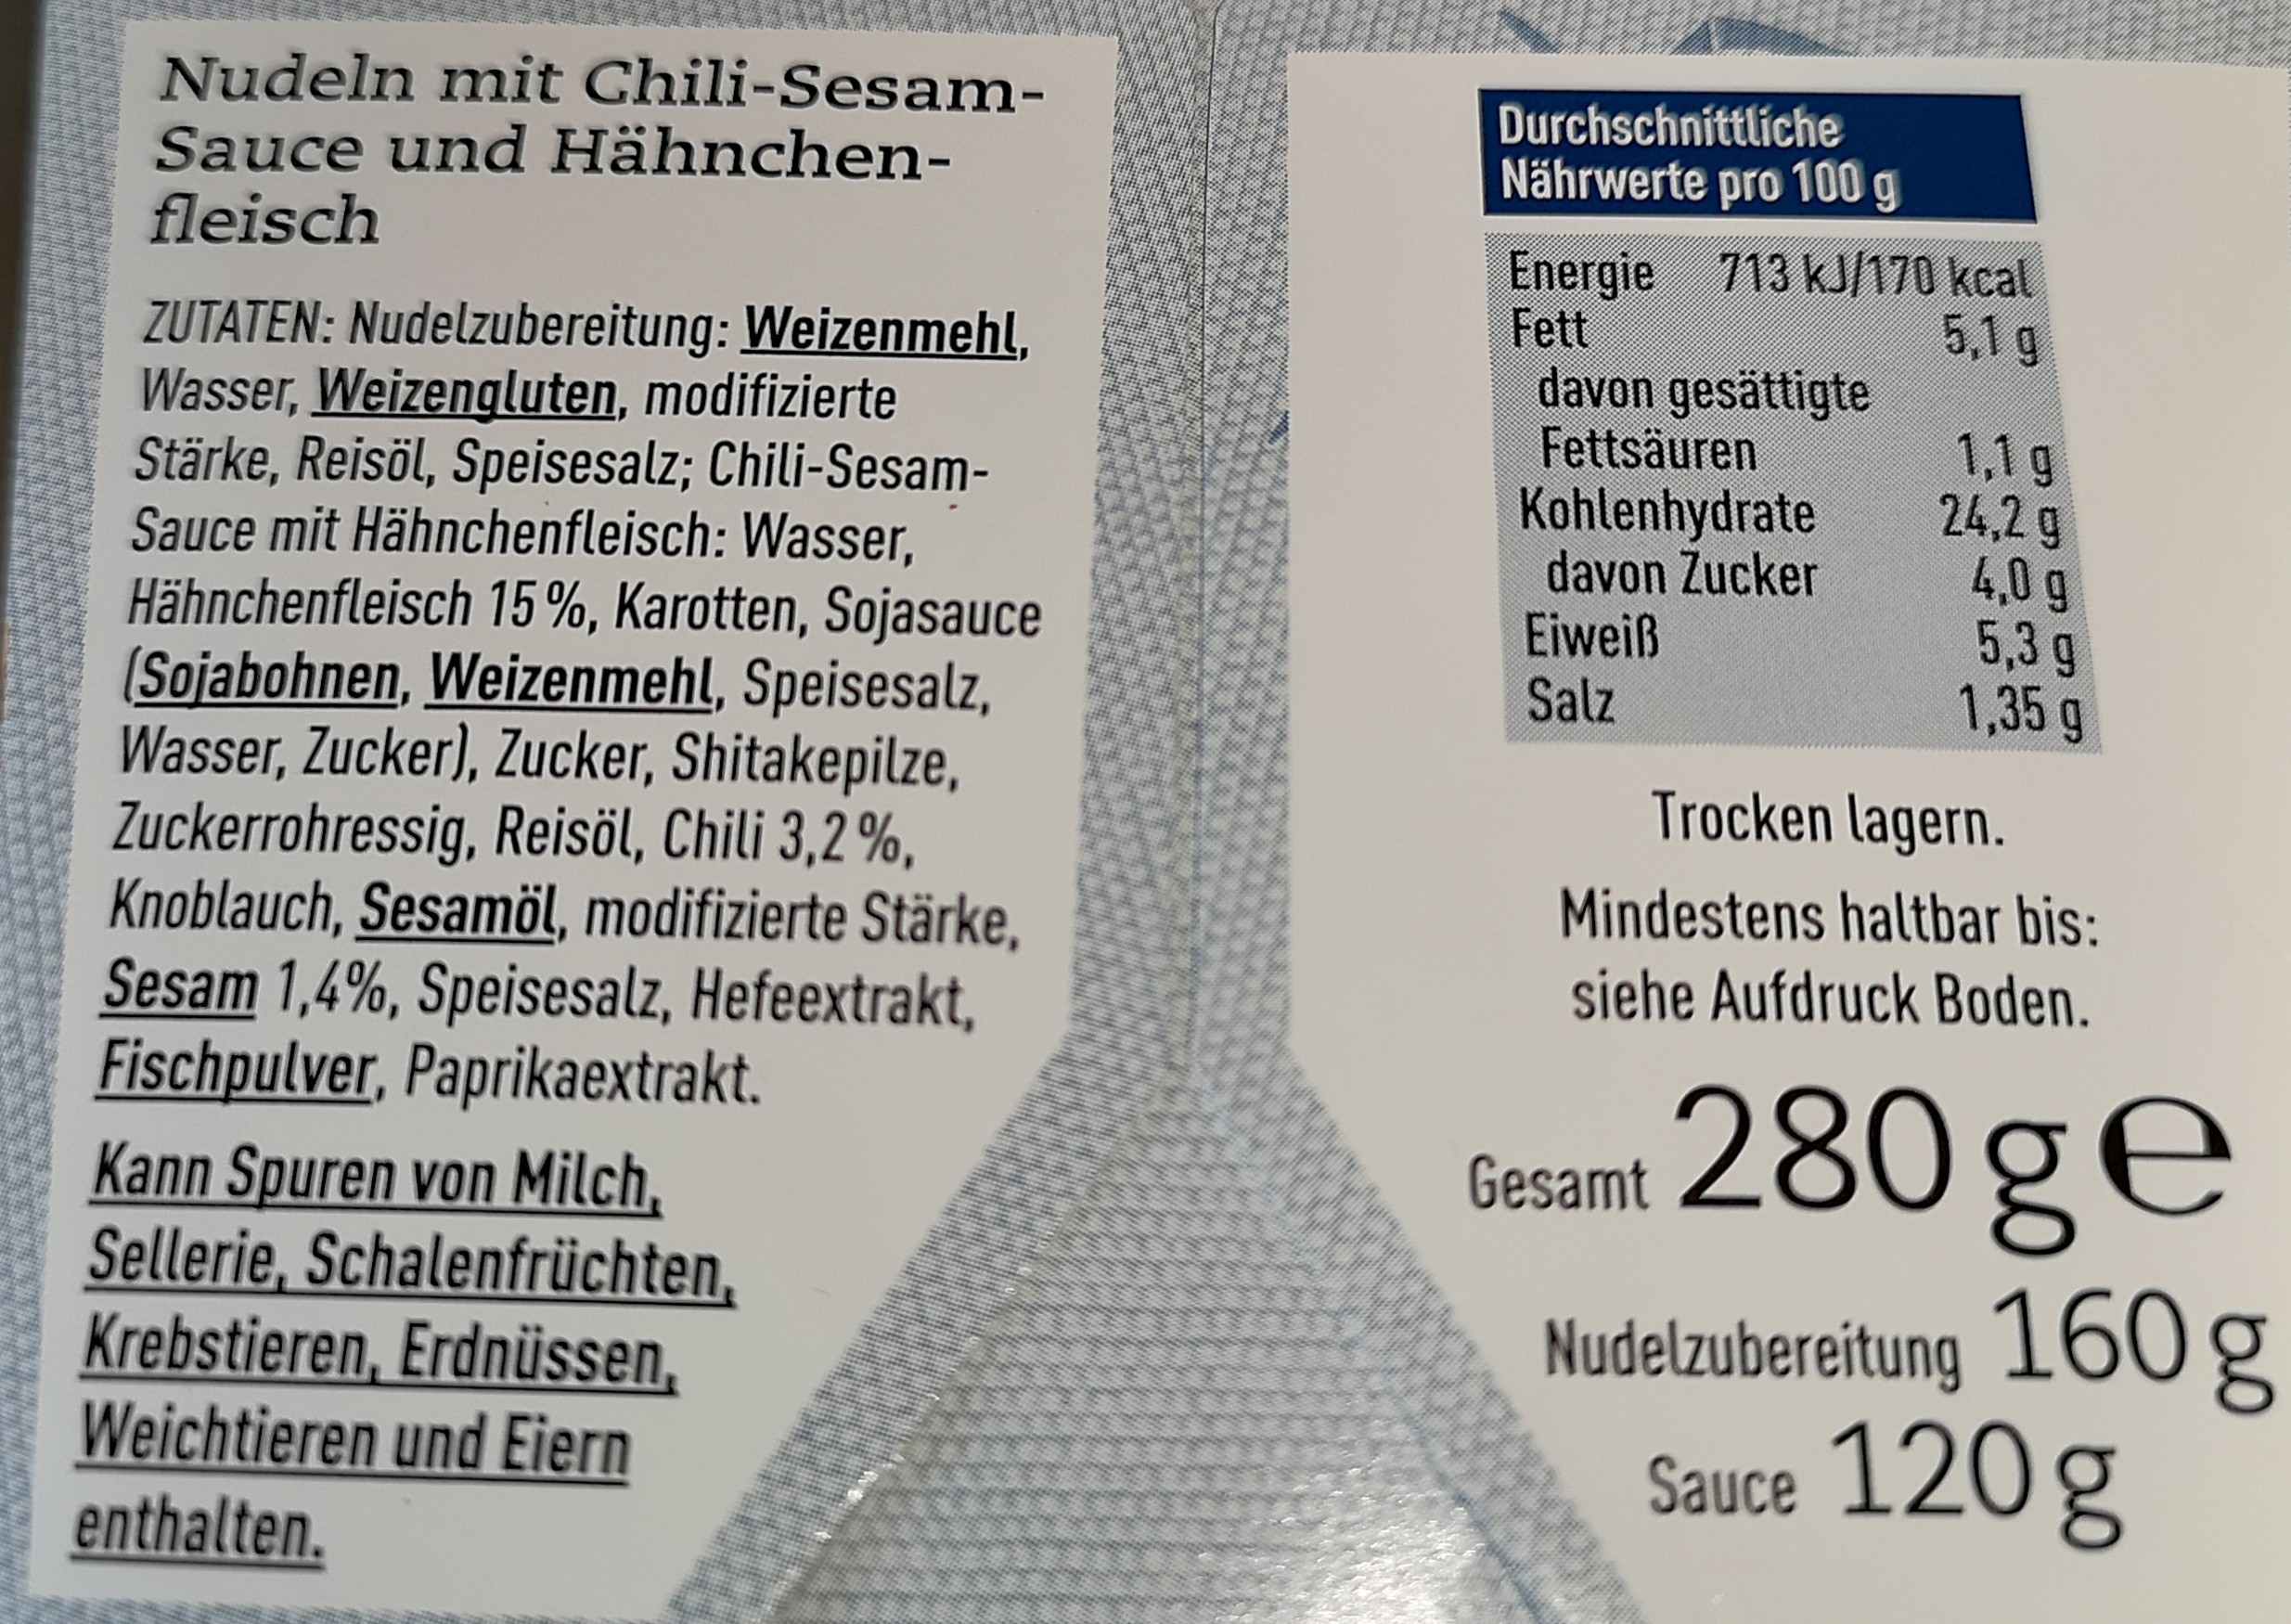 Nudeln mit Chili-Sesam-
Sauce und Hähnchen-
fleisch
ZUTATEN: Nudelzubereitung: Weizenmehl,
Wasser, Weizengluten, modifizierte
Stärke, Reisöl, Speisesalz; Chili-Sesam-
Sauce mit Hähnchenfleisch: Wasser,
Hähnchenfleisch 15 %, Karotten, Sojasauce
(Sojabohnen, Weizenmehl, Speisesalz,
Wasser, Zucker), Zucker, Shitakepilze,
Zuckerrohressig, Reisöl, Chili 3,2 %,
Knoblauch, Sesamöl, modifizierte Stärke,
Sesam 1,4%, Speisesalz, Hefeextrakt,
Fischpulver, Paprikaextrakt.
Kann Spuren von Milch,
Sellerie, Schalenfrüchten,
Krebstieren, Erdnüssen,
Weichtieren und Eiern
enthalten.
Durchschnittliche
Nährwerte pro 100 g
Energie 713 kJ/170 kcal
Fett 5,1 g
davon gesättigte
Fettsäuren 1,1 g
Kohlenhydrate 24,2 g
davon Zucker 4,0 g
Eiweiß 5,3 g
Salz 1,35 g
Trocken lagern.
Mindestens haltbar bis:
siehe Aufdruck Boden.
Gesamt 280 g e
Nudelzubereitung 160 g
Sauce 120 g